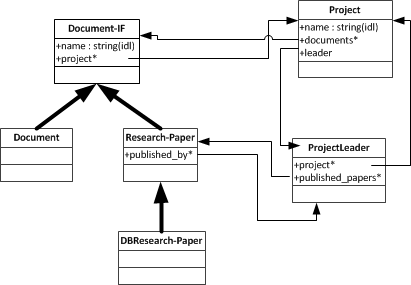 Document-IF
+name : string(idl)
+project*
Project
+name : string(idl)
+documents*
+leader
Document
Research-Paper
+published_by*
ProjectLeader
+project*
+published_papers*
DBResearch-Paper